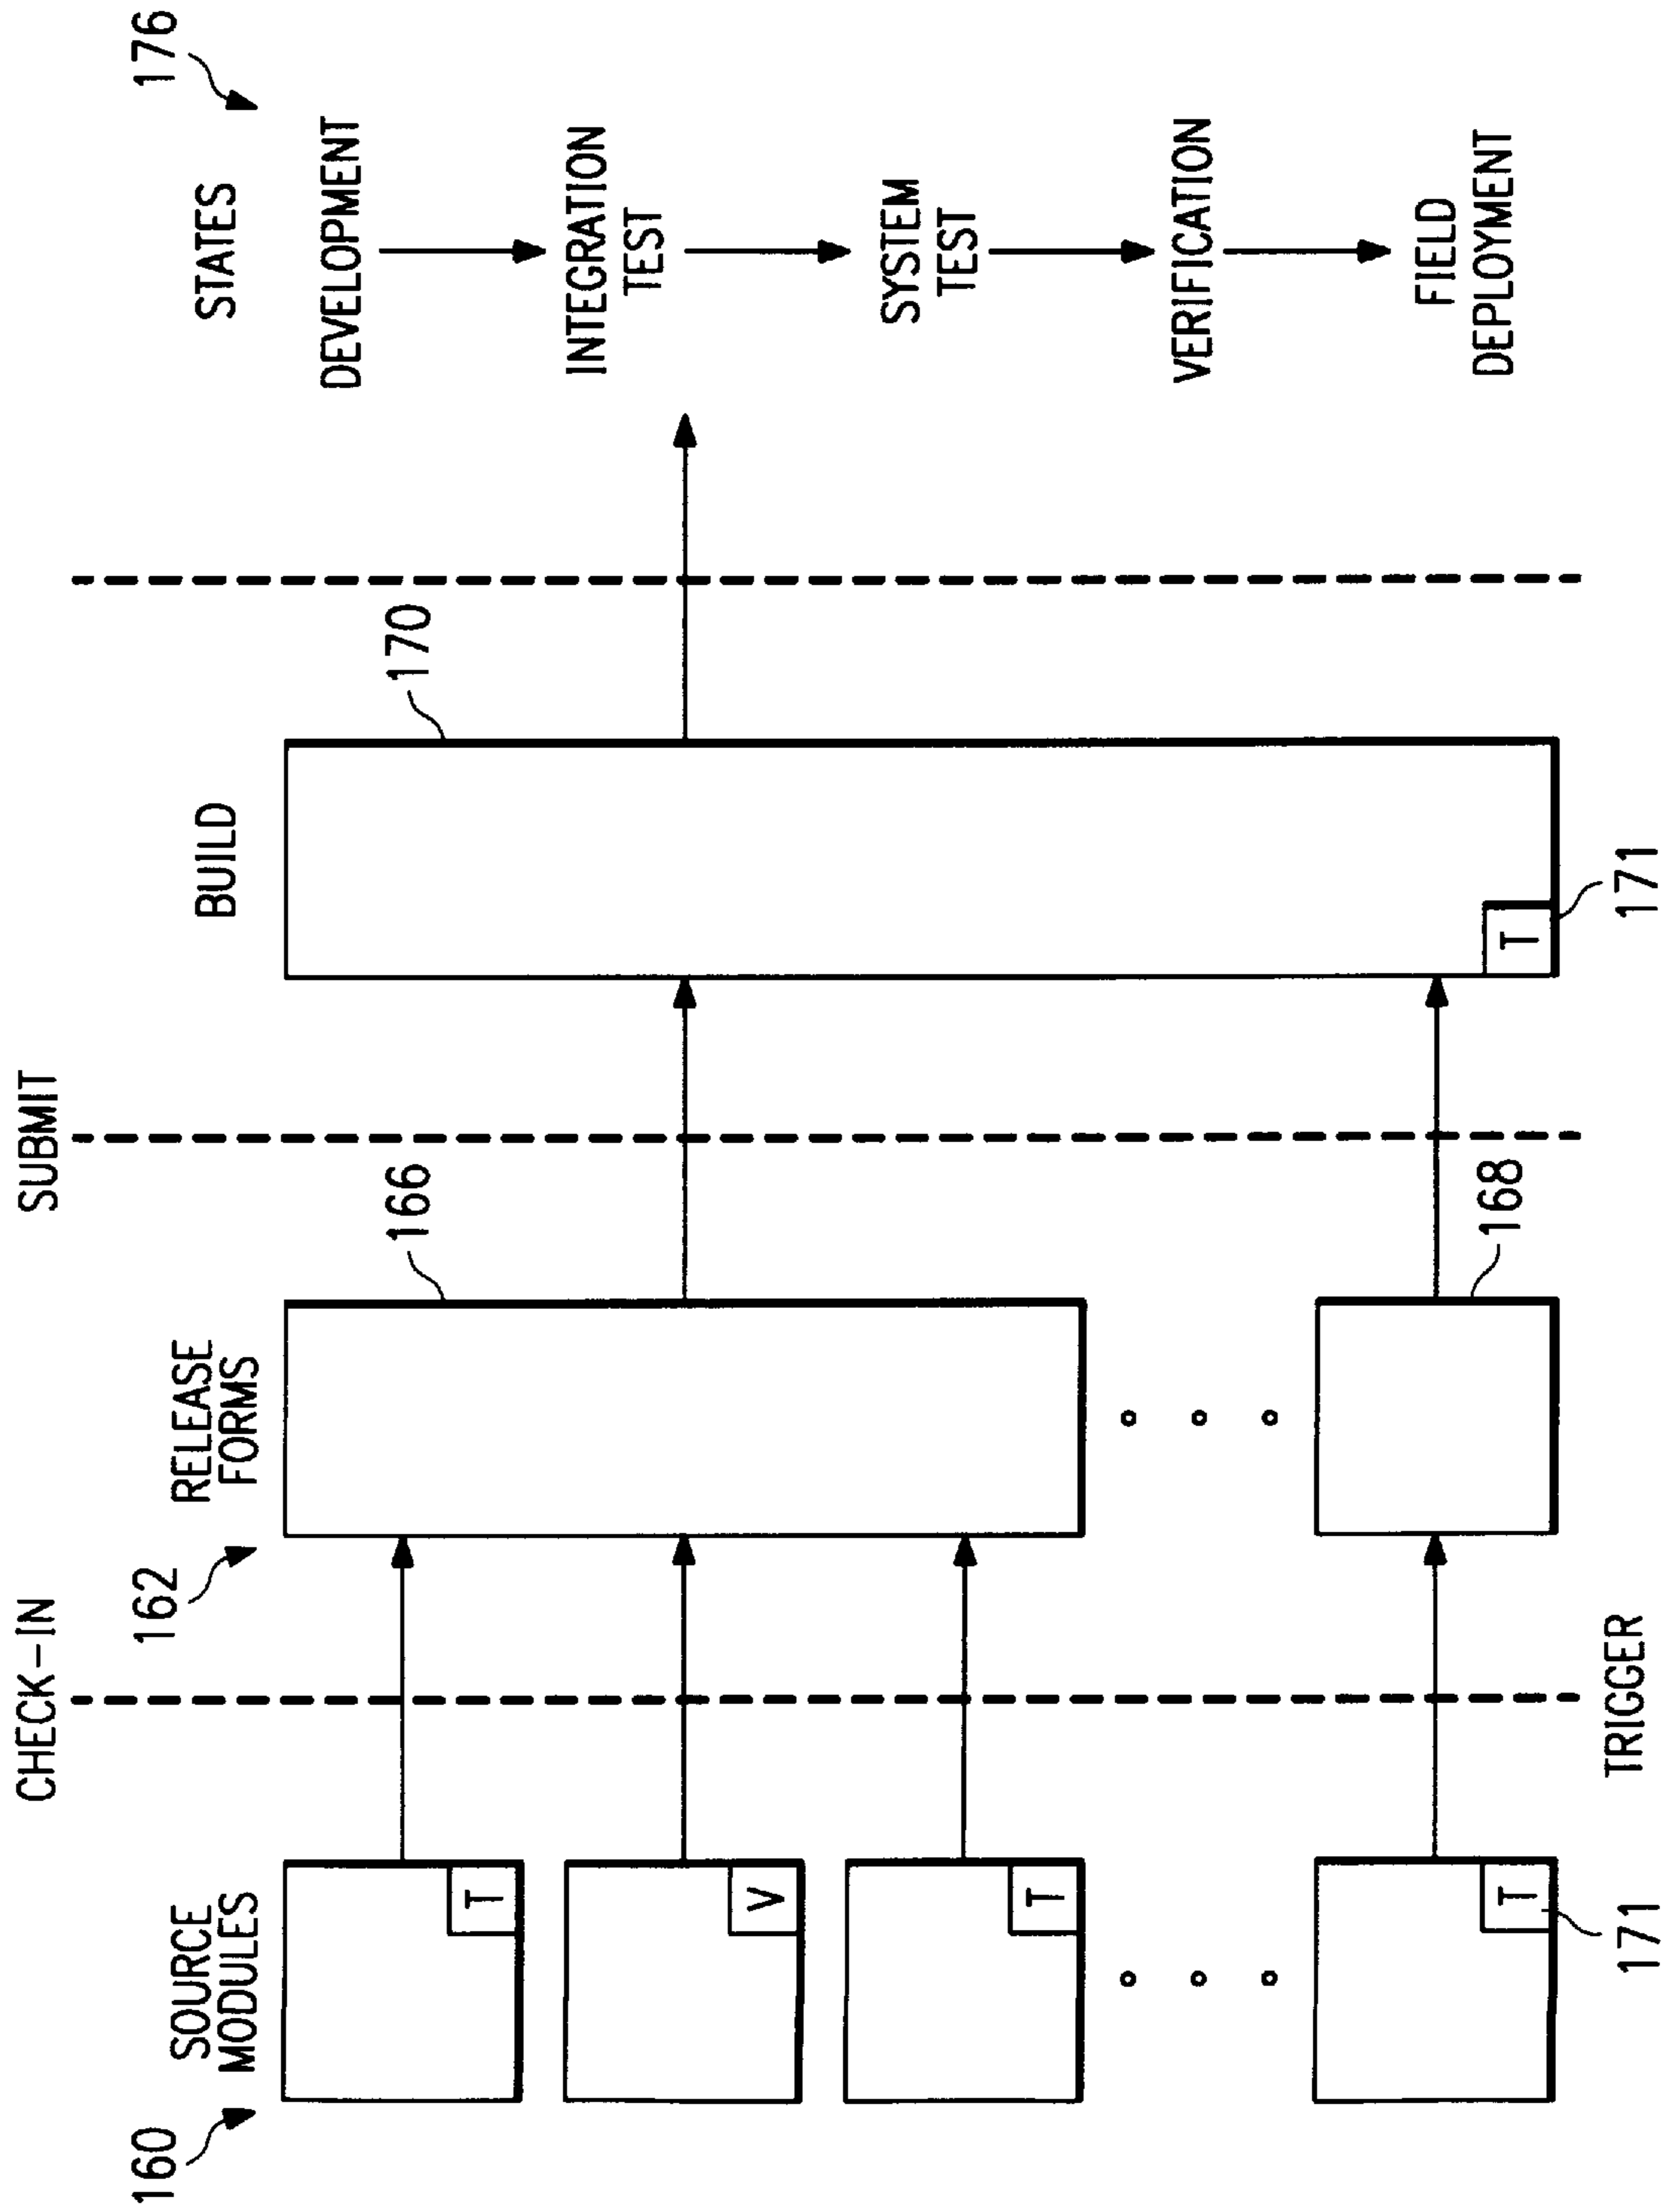 CHECK-IN
SUBMIT
160
SOURCE
MODULES
162
RELEASE
FORMS
BUILD
STATES
176
166
170
T
V
T
T
171
168
T
171
TRIGGER
DEVELOPMENT
INTEGRATION
TEST
SYSTEM
TEST
VERIFICATION
FIELD
DEPLOYMENT